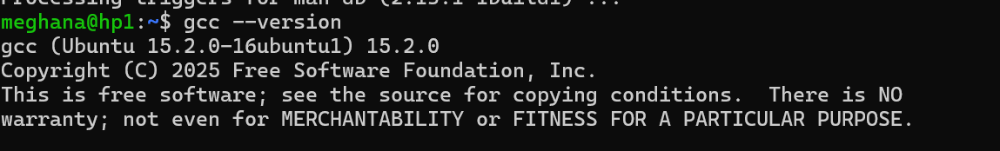 Processing triggers for man-db (2.13.1-1build1) ...
meghana@hp1:~$ gcc --version
gcc (Ubuntu 15.2.0-16ubuntu1) 15.2.0
Copyright (C) 2025 Free Software Foundation, Inc.
This is free software; see the source for copying conditions.  There is NO
warranty; not even for MERCHANTABILITY or FITNESS FOR A PARTICULAR PURPOSE.